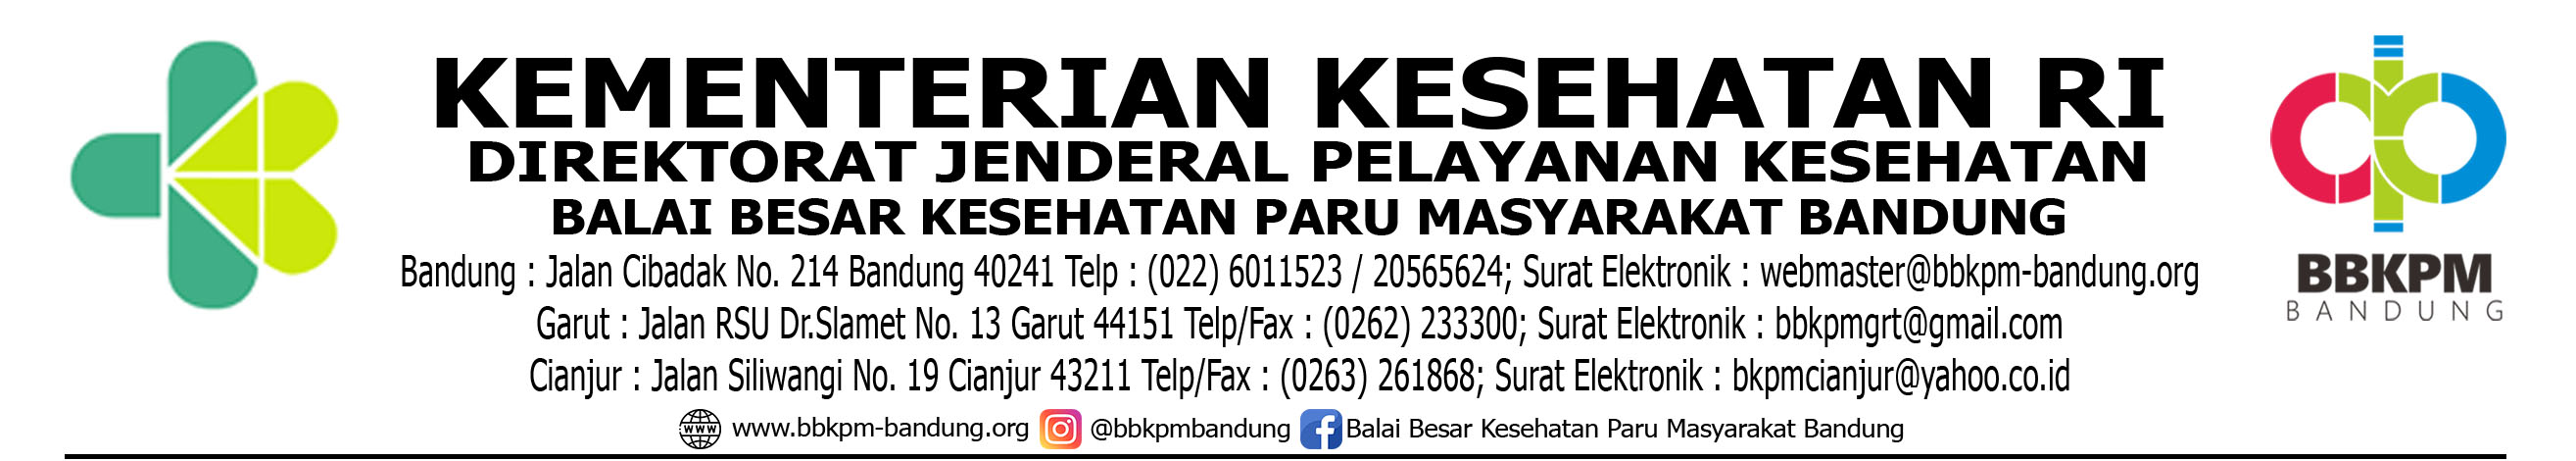 KEMENTERIAN KESEHATAN RI
DIREKTORAT JENDERAL PELAYANAN KESEHATAN
BALAI BESAR KESEHATAN PARU MASYARAKAT BANDUNG
Bandung : Jalan Cibadak No. 214 Bandung 40241 Telp : (022) 6011523 / 20565624; Surat Elektronik : webmaster@bbkpm-bandung.org
Garut : Jalan RSU Dr.Slamet No. 13 Garut 44151 Telp/Fax : (0262) 233300; Surat Elektronik : bbkpmgrt@gmail.com
Cianjur : Jalan Siliwangi No. 19 Cianjur 43211 Telp/Fax : (0263) 261868; Surat Elektronik : bkpmcianjur@yahoo.co.id
www www.bbkpm-bandung.org @bbkpmbandung Balai Besar Kesehatan Paru Masyarakat Bandung
BBKPM
BANDUNG